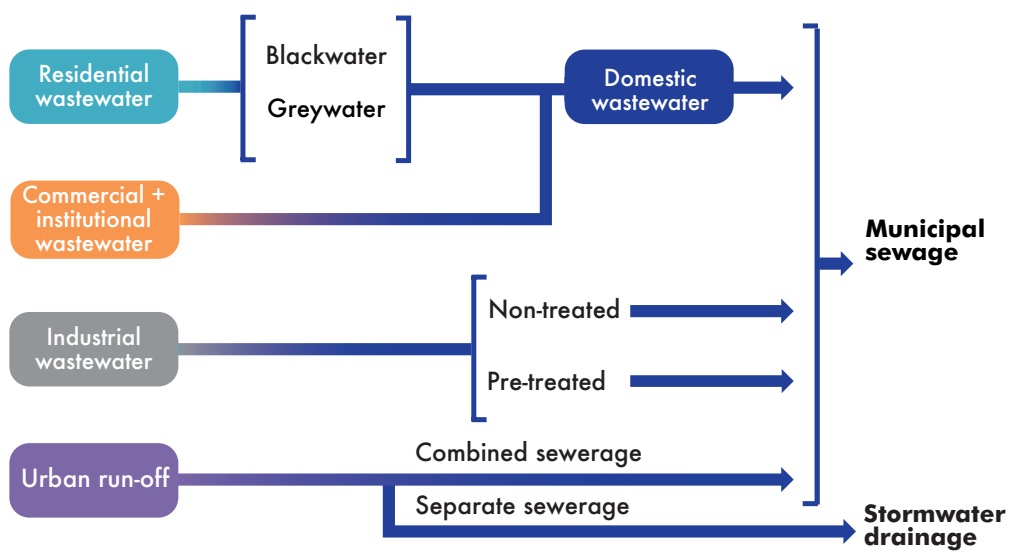 Residential
wastewater
Blackwater
Greywater
Domestic
wastewater
Commercial +
institutional
wastewater
Municipal
sewage
Industrial
wastewater
Non-treated
Pre-treated
Urban run-off
Combined sewerage
Separate sewerage
Stormwater
drainage